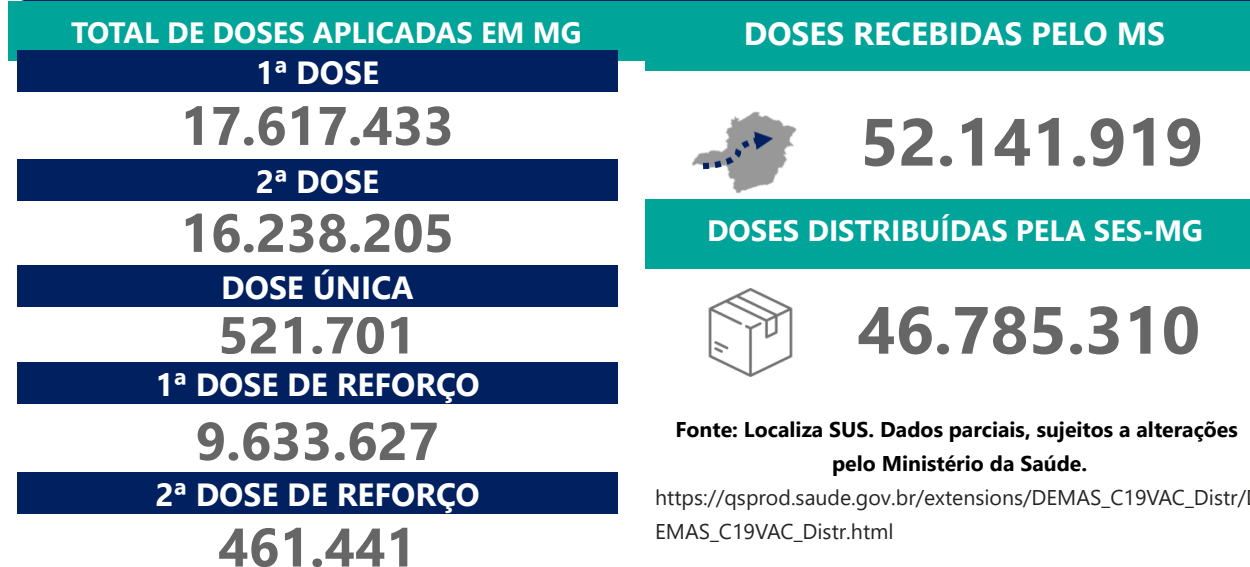 TOTAL DE DOSES APLICADAS EM MG
1ª DOSE
17.617.433
2ª DOSE
16.238.205
DOSE ÚNICA
521.701
1ª DOSE DE REFORÇO
9.633.627
2ª DOSE DE REFORÇO
461.441
DOSES RECEBIDAS PELO MS
52.141.919
DOSES DISTRIBUÍDAS PELA SES-MG
46.785.310
Fonte: Localiza SUS. Dados parciais, sujeitos a alterações
pelo Ministério da Saúde.
https://qsprod.saude.gov.br/extensions/DEMAS_C19VAC_Distr/D
EMAS_C19VAC_Distr.html